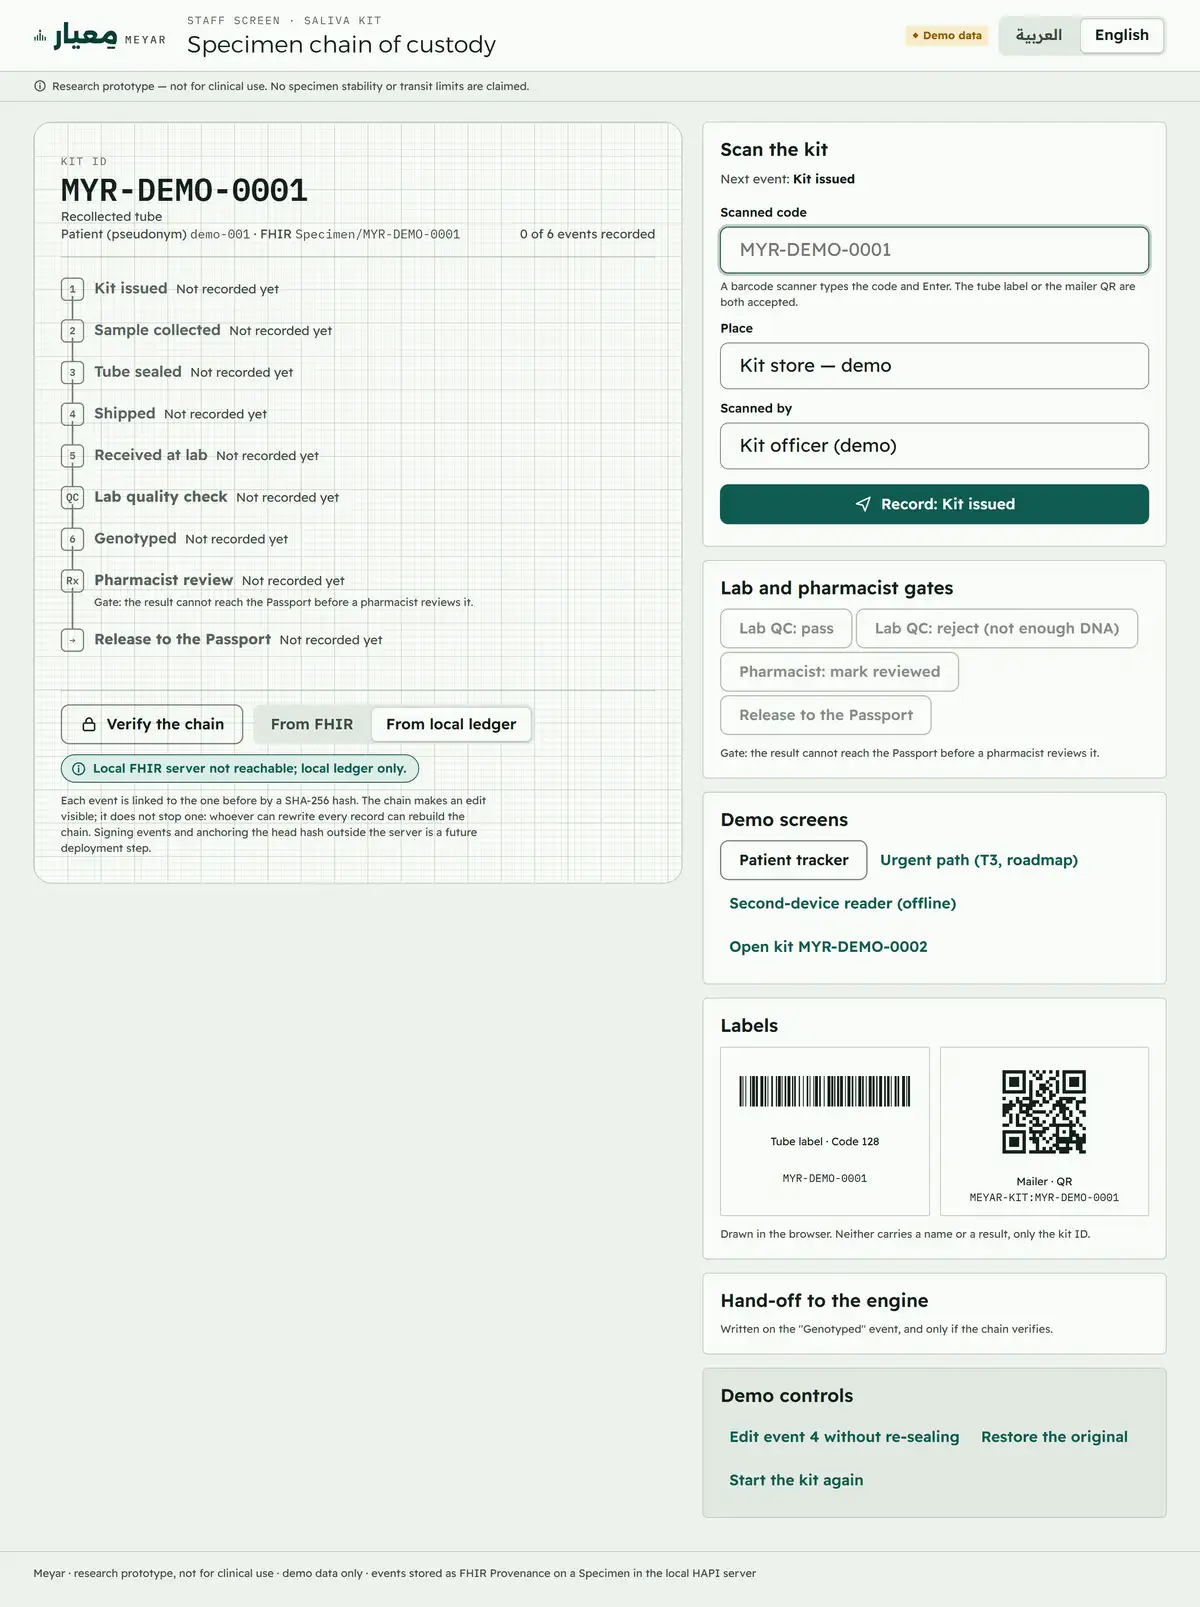 معيار
MEYAR
STAFF SCREEN · SALIVA KIT
Specimen chain of custody
Demo data
العربية
English
Research prototype — not for clinical use. No specimen stability or transit limits are claimed.
KIT ID
MYR-DEMO-0001
Recollected tube
Patient (pseudonym) demo-001 · FHIR Specimen/MYR-DEMO-0001
0 of 6 events recorded
1 Kit issued Not recorded yet
2 Sample collected Not recorded yet
3 Tube sealed Not recorded yet
4 Shipped Not recorded yet
5 Received at lab Not recorded yet
QC Lab quality check Not recorded yet
6 Genotyped Not recorded yet
Rx Pharmacist review Not recorded yet
Gate: the result cannot reach the Passport before a pharmacist reviews it.
→ Release to the Passport Not recorded yet
Verify the chain
From FHIR
From local ledger
Local FHIR server not reachable; local ledger only.
Each event is linked to the one before by a SHA-256 hash. The chain makes an edit
visible; it does not stop one: whoever can rewrite every record can rebuild the
chain. Signing events and anchoring the head hash outside the server is a future
deployment step.
Scan the kit
Next event: Kit issued
Scanned code
MYR-DEMO-0001
A barcode scanner types the code and Enter. The tube label or the mailer QR are
both accepted.
Place
Kit store — demo
Scanned by
Kit officer (demo)
Record: Kit issued
Lab and pharmacist gates
Lab QC: pass
Lab QC: reject (not enough DNA)
Pharmacist: mark reviewed
Release to the Passport
Gate: the result cannot reach the Passport before a pharmacist reviews it.
Demo screens
Patient tracker
Urgent path (T3, roadmap)
Second-device reader (offline)
Open kit MYR-DEMO-0002
Labels
Tube label · Code 128
MYR-DEMO-0001
Mailer · QR
MEYAR-KIT:MYR-DEMO-0001
Drawn in the browser. Neither carries a name or a result, only the kit ID.
Hand-off to the engine
Written on the "Genotyped" event, and only if the chain verifies.
Demo controls
Edit event 4 without re-sealing
Restore the original
Start the kit again
Meyar · research prototype, not for clinical use · demo data only · events stored as FHIR Provenance on a Specimen in the local HAPI server